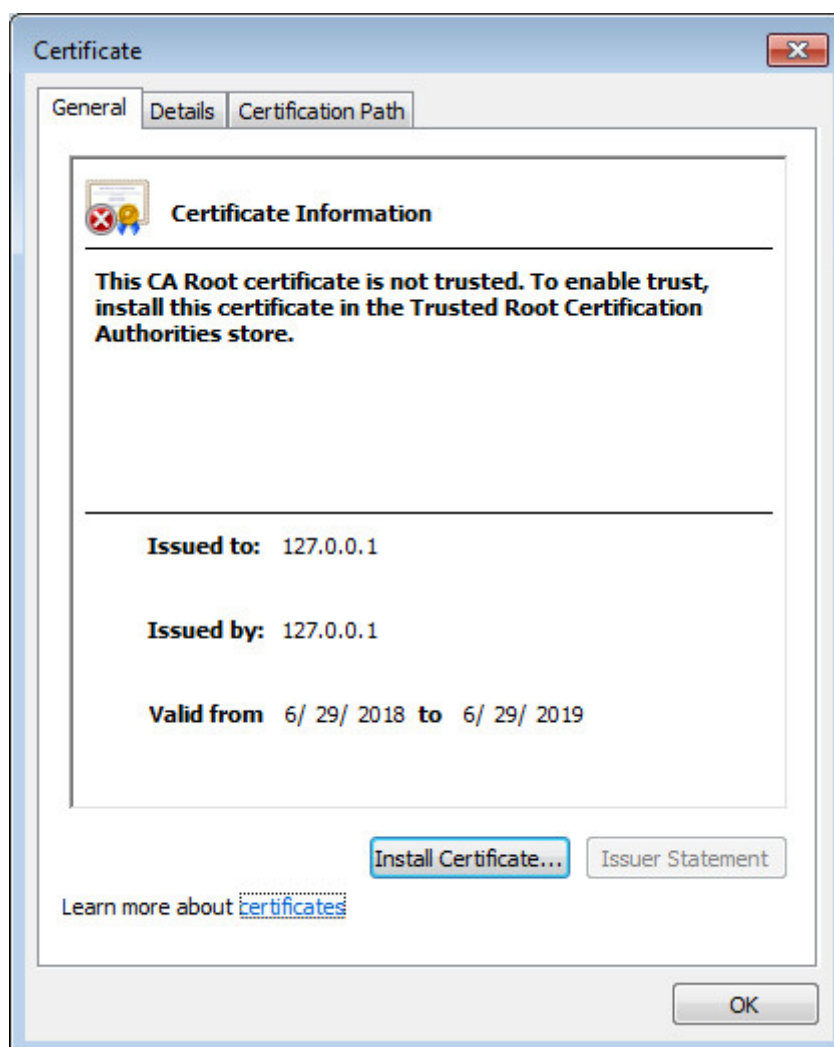 Certificate
General Details Certification Path
Certificate Information
This CA Root certificate is not trusted. To enable trust,
install this certificate in the Trusted Root Certification
Authorities store.
Issued to: 127.0.0.1
Issued by: 127.0.0.1
Valid from 6/ 29/ 2018 to 6/ 29/ 2019
Install Certificate... Issuer Statement
Learn more about certificates
OK